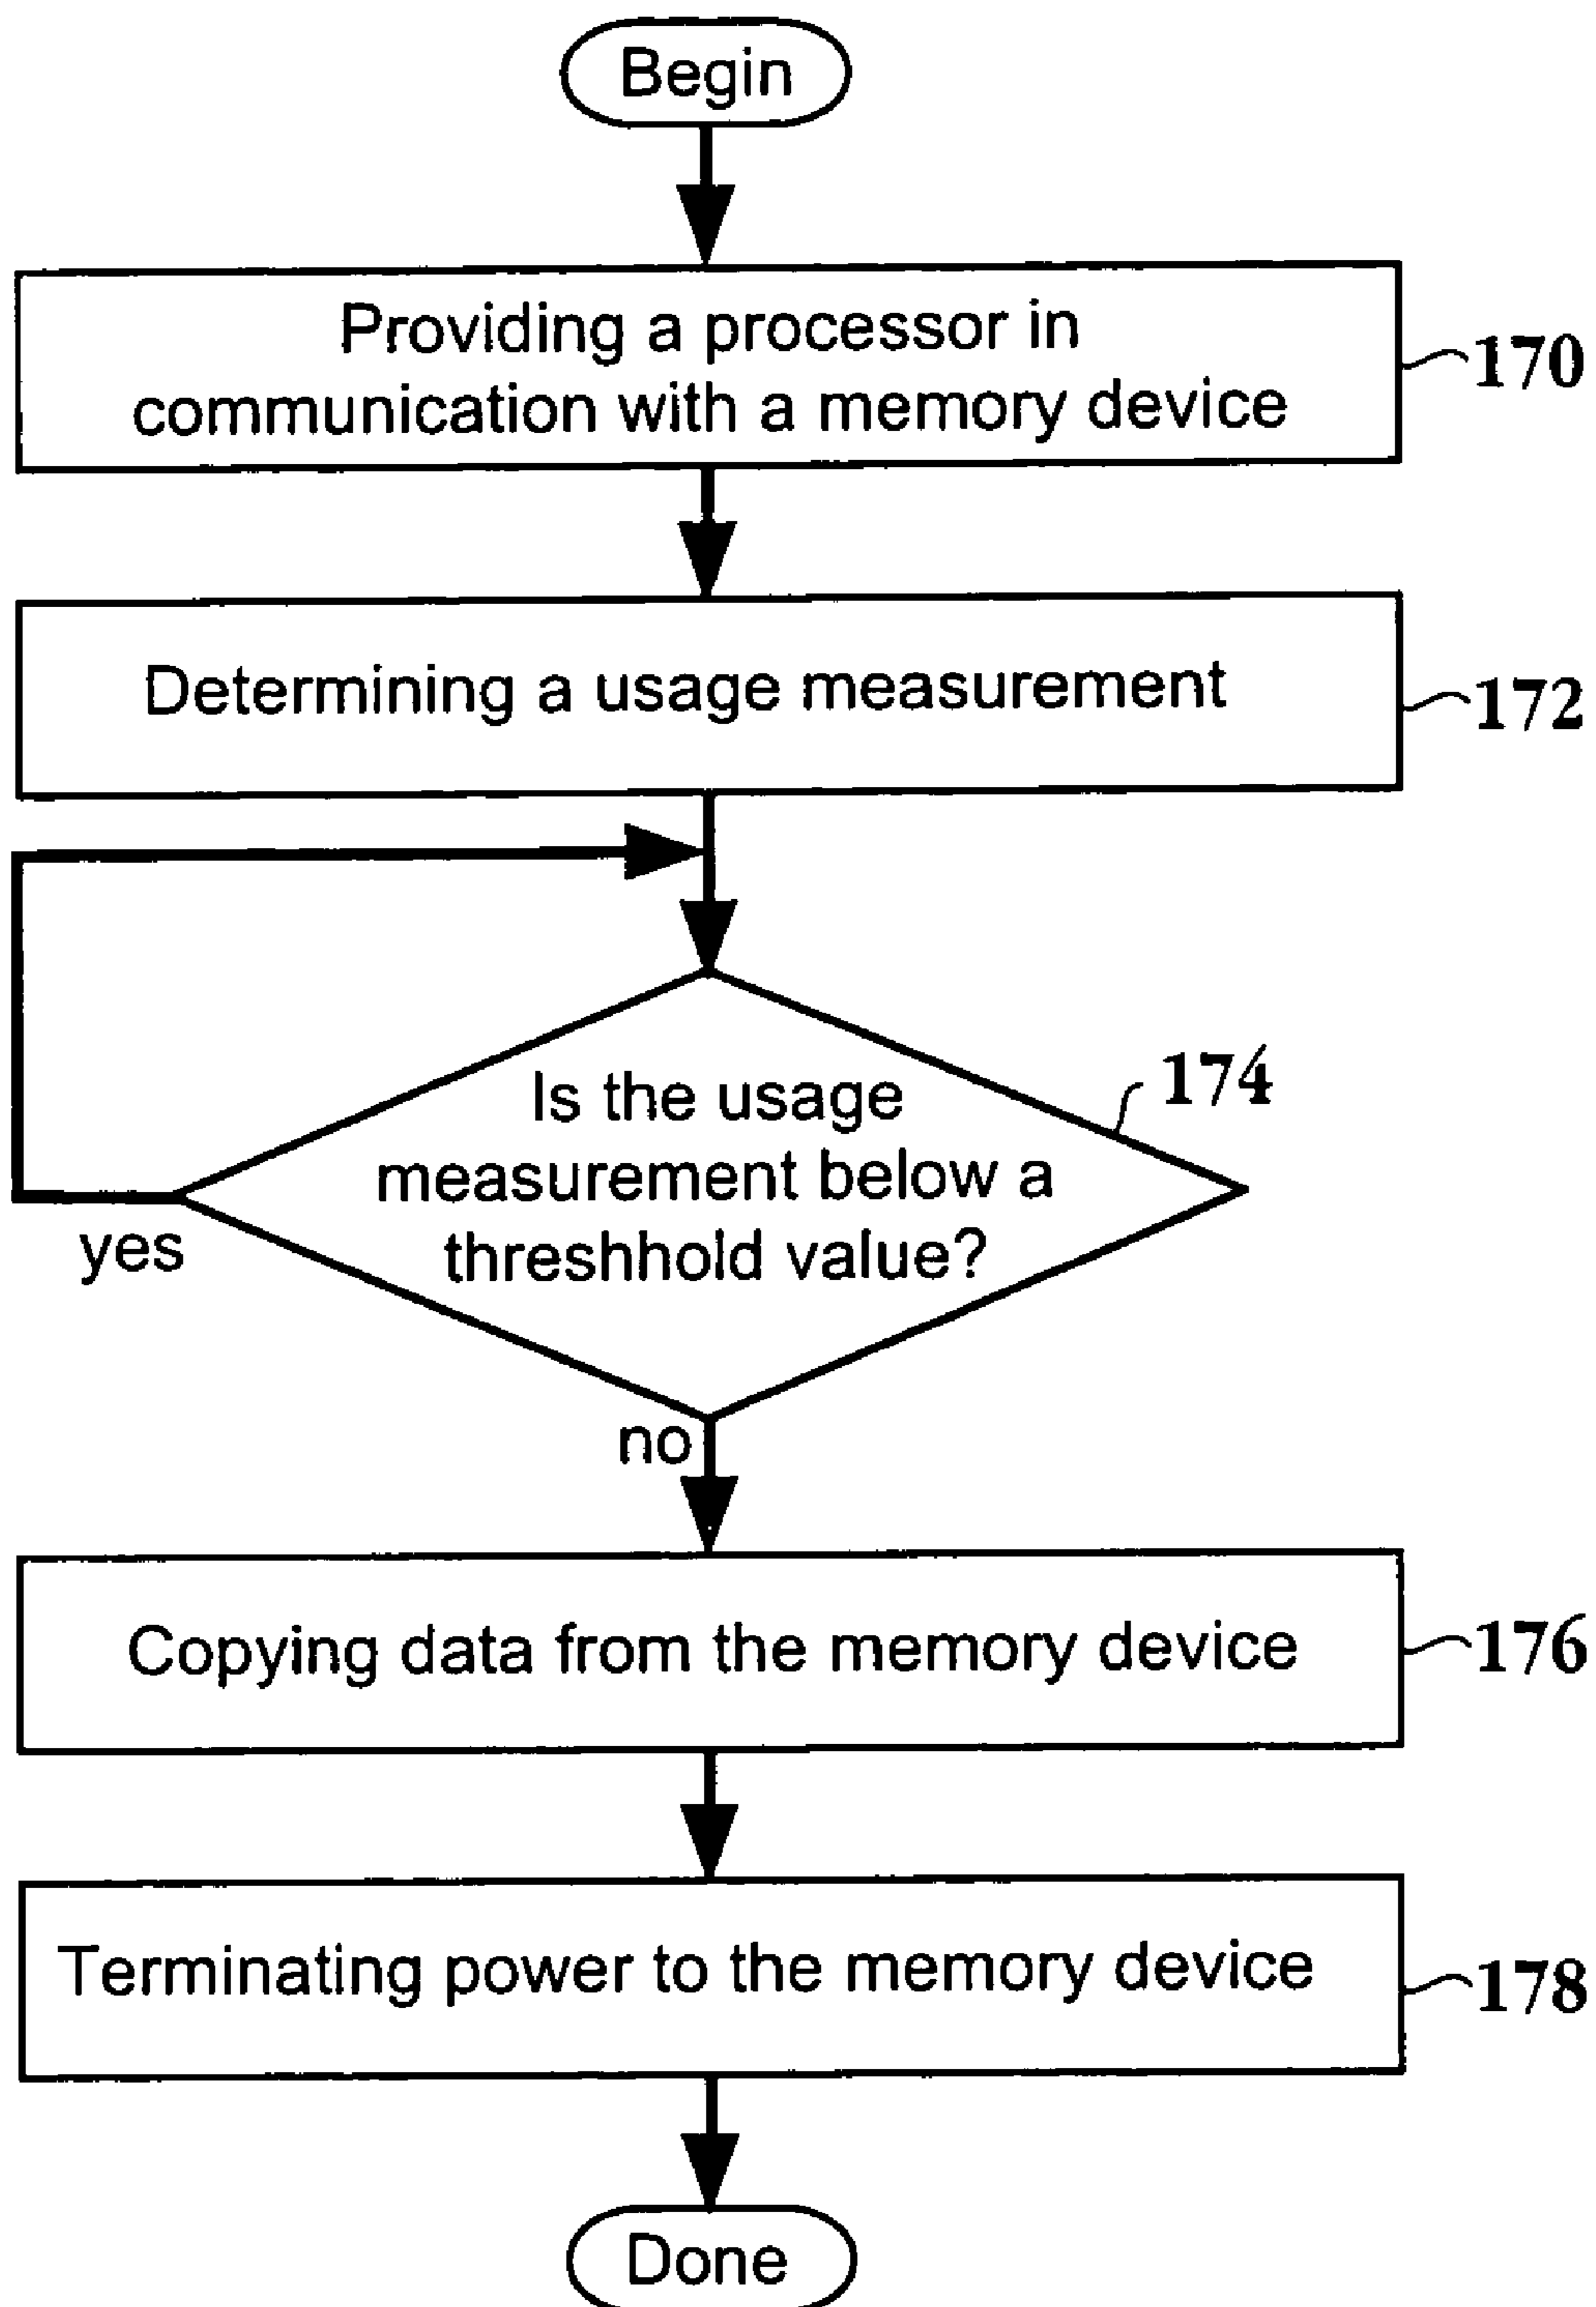 Begin
Providing a processor in
communication with a memory device
170
Determining a usage measurement
172
Is the usage
measurement below a
threshhold value?
174
yes
no
Copying data from the memory device
176
Terminating power to the memory device
178
Done